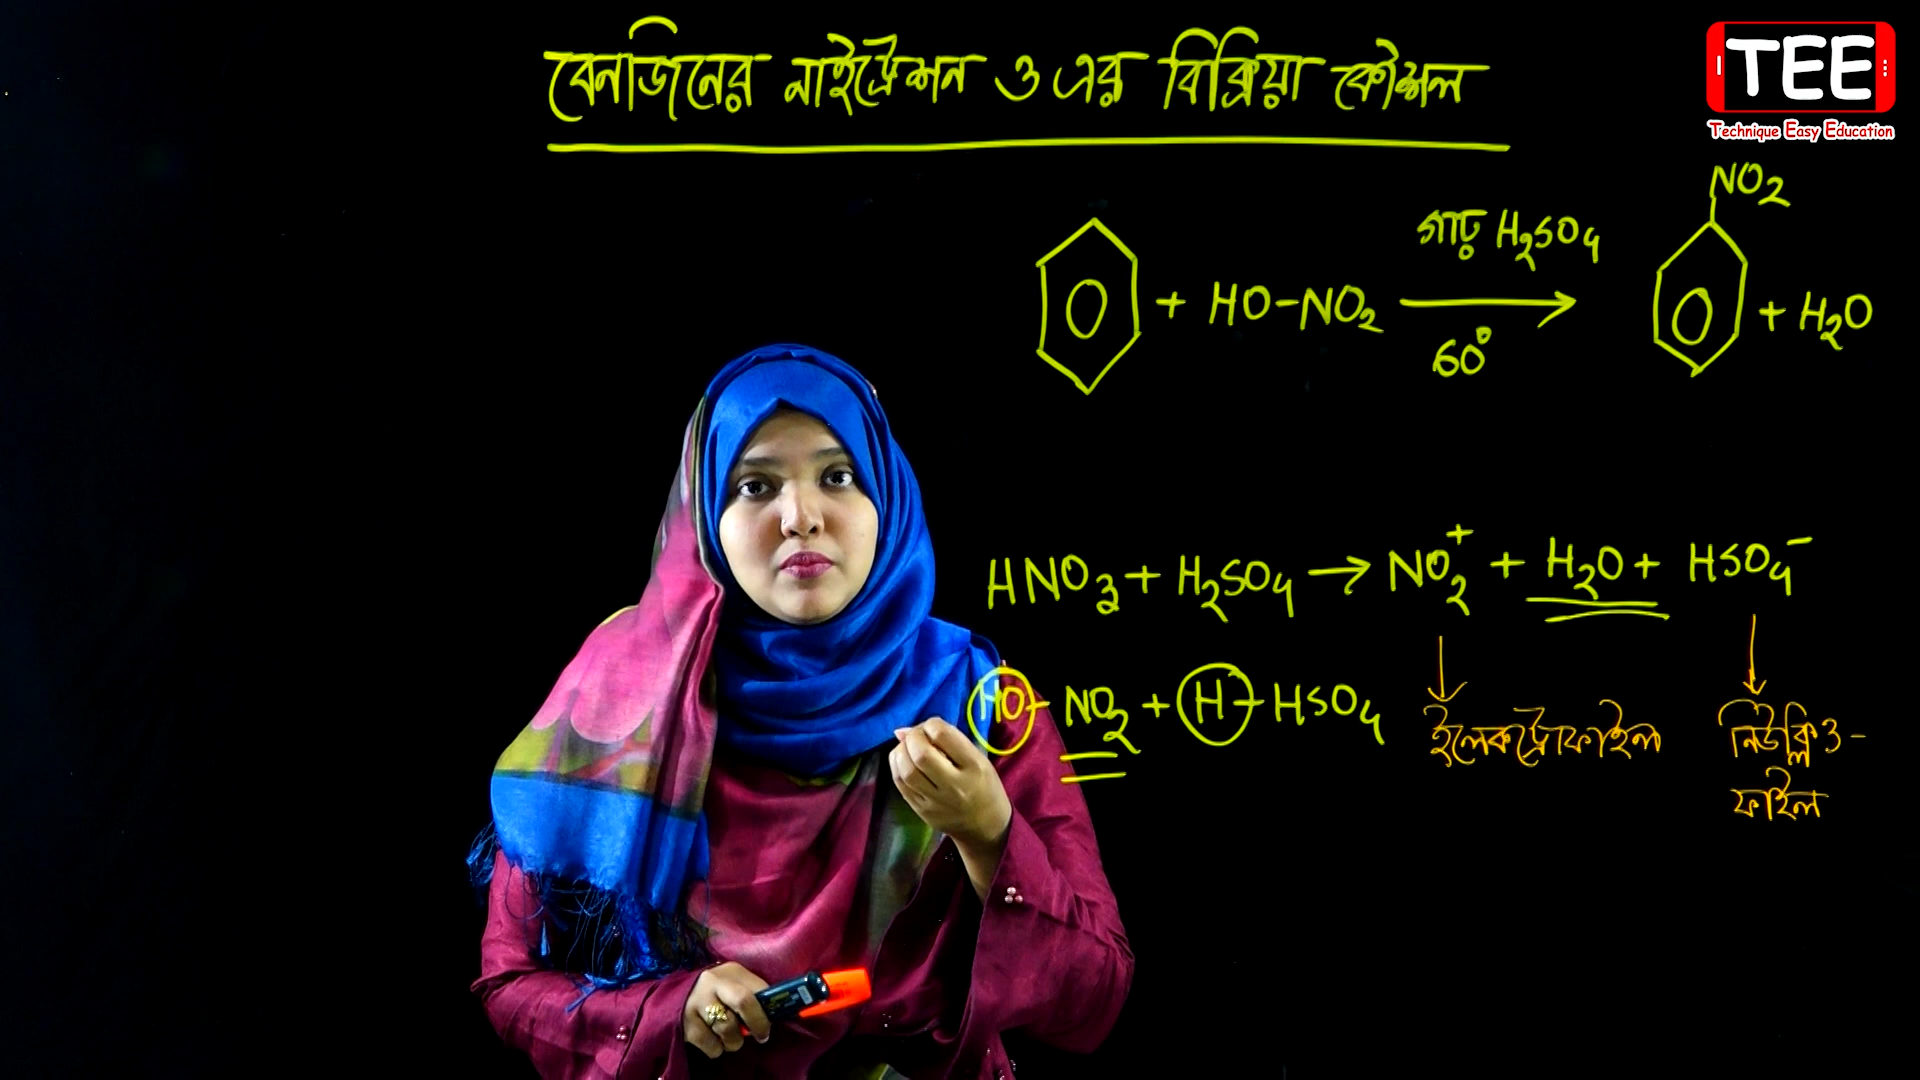 বেনজিনের নাইট্রেশন ও এর বিক্রিয়া কৌশল
TEE
Technique Easy Education
NO2
গাঢ় H2SO4
O + HO-NO2 → O + H2O
60°
HNO3 + H2SO4 → NO2+ + H2O + HSO4-
HO - NO2 + H - HSO4
ইলেকট্রোফাইল
নিউক্লিও-
ফাইল